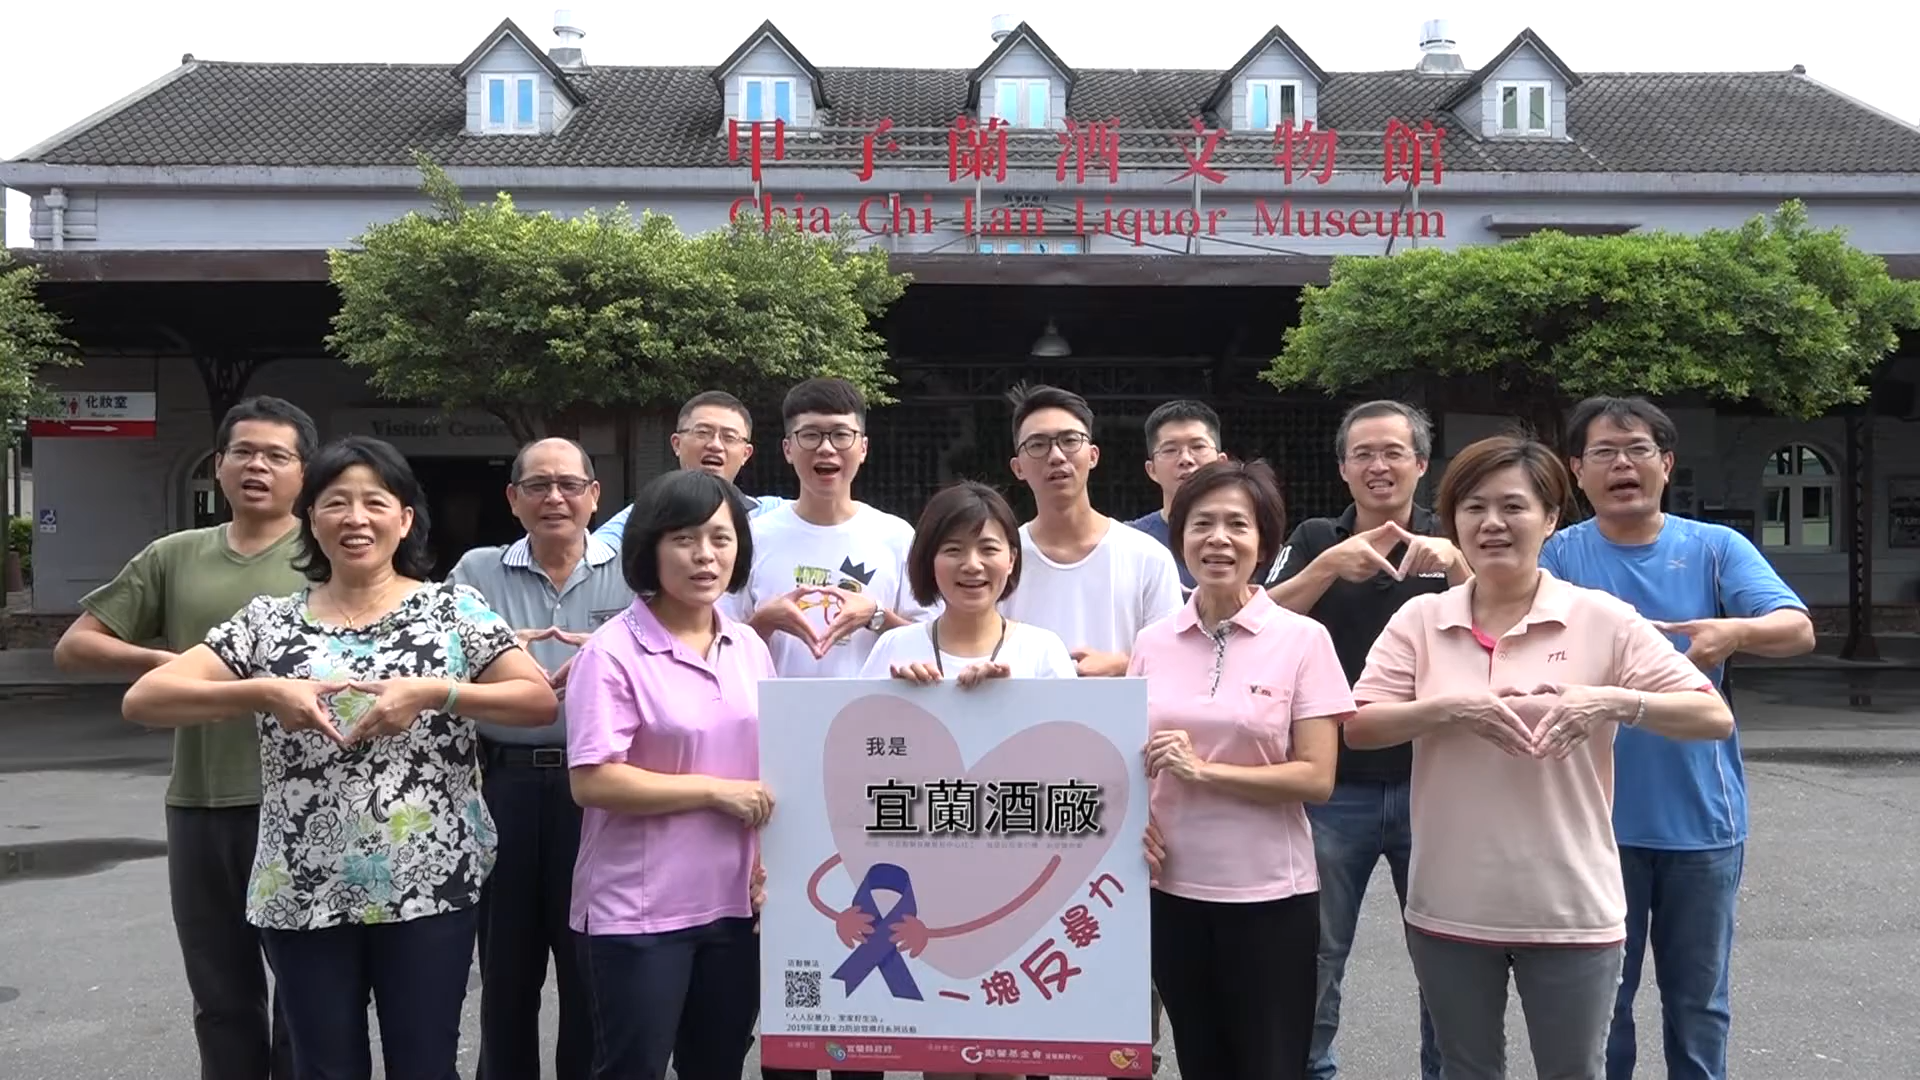 甲子蘭酒文物館
Chia Chi Lan Liquor Museum
化妝室
Visitor Center
TTL
我是
宜蘭酒廠
一塊反暴力
活動辦法
「人人反暴力、家家好生活」
2019年家庭暴力防治宣導月系列活動
宜蘭縣政府
勵馨基金會